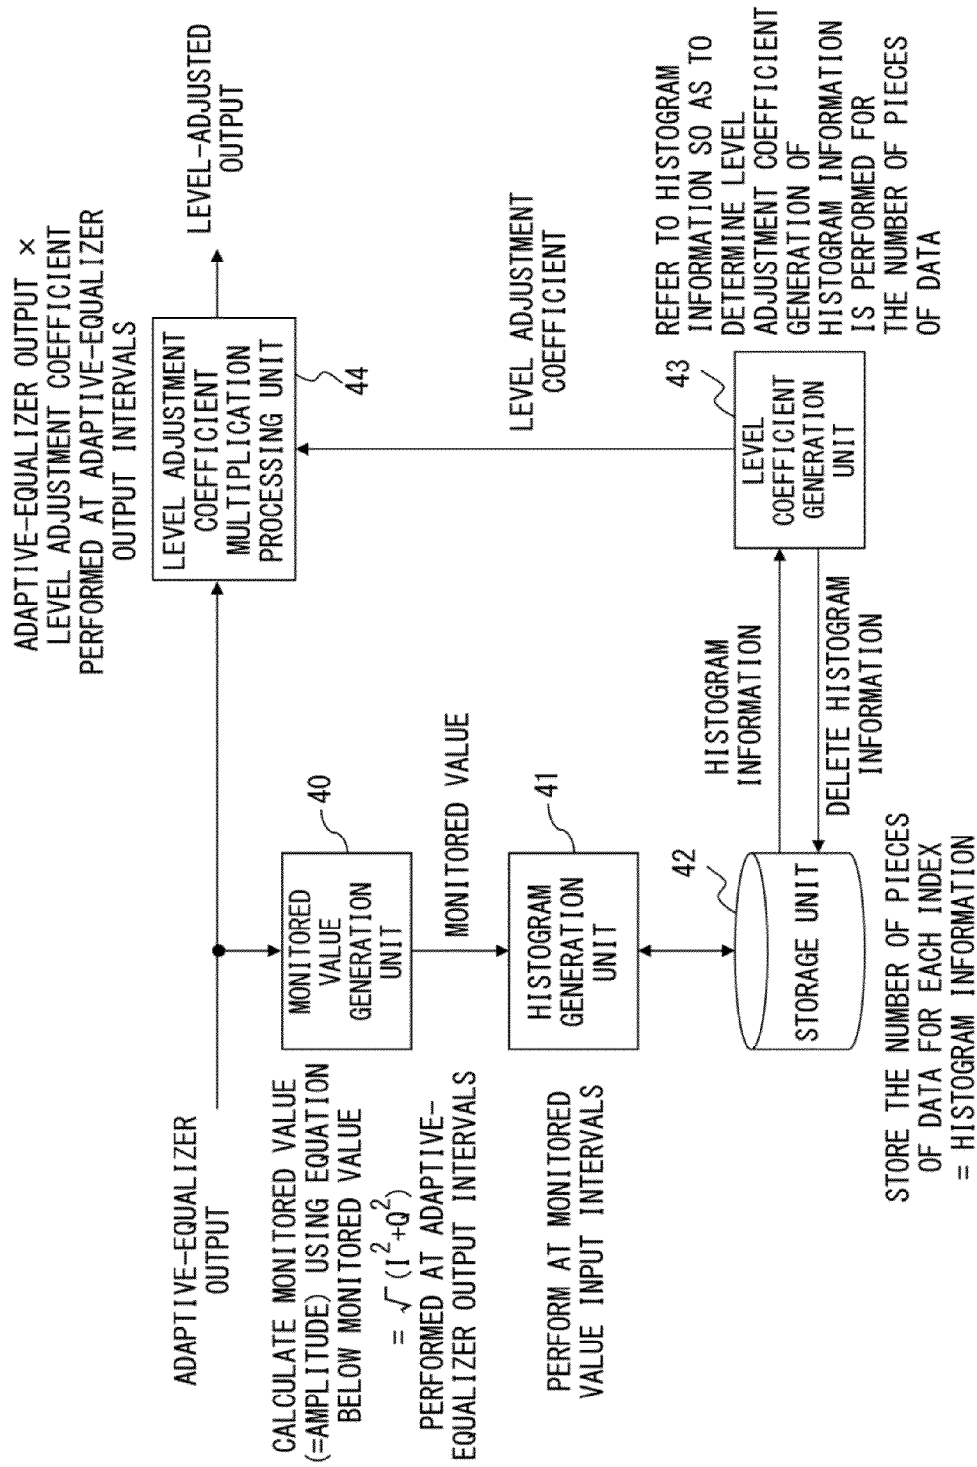 ADAPTIVE-EQUALIZER
OUTPUT
ADAPTIVE-EQUALIZER OUTPUT ×
LEVEL ADJUSTMENT COEFFICIENT
PERFORMED AT ADAPTIVE-EQUALIZER
OUTPUT INTERVALS
LEVEL ADJUSTMENT
COEFFICIENT
MULTIPLICATION
PROCESSING UNIT
44
LEVEL-ADJUSTED
OUTPUT
CALCULATE MONITORED VALUE
(=AMPLITUDE) USING EQUATION
BELOW MONITORED VALUE
= √(I²+Q²)
PERFORMED AT ADAPTIVE-
EQUALIZER OUTPUT INTERVALS
MONITORED
VALUE
GENERATION
UNIT
40
MONITORED VALUE
PERFORM AT MONITORED
VALUE INPUT INTERVALS
HISTOGRAM
GENERATION
UNIT
41
LEVEL ADJUSTMENT
COEFFICIENT
STORAGE UNIT
42
STORE THE NUMBER OF PIECES
OF DATA FOR EACH INDEX
= HISTOGRAM INFORMATION
HISTOGRAM
INFORMATION
DELETE HISTOGRAM
INFORMATION
LEVEL
COEFFICIENT
GENERATION
UNIT
43
REFER TO HISTOGRAM
INFORMATION SO AS TO
DETERMINE LEVEL
ADJUSTMENT COEFFICIENT
GENERATION OF
HISTOGRAM INFORMATION
IS PERFORMED FOR
THE NUMBER OF PIECES
OF DATA